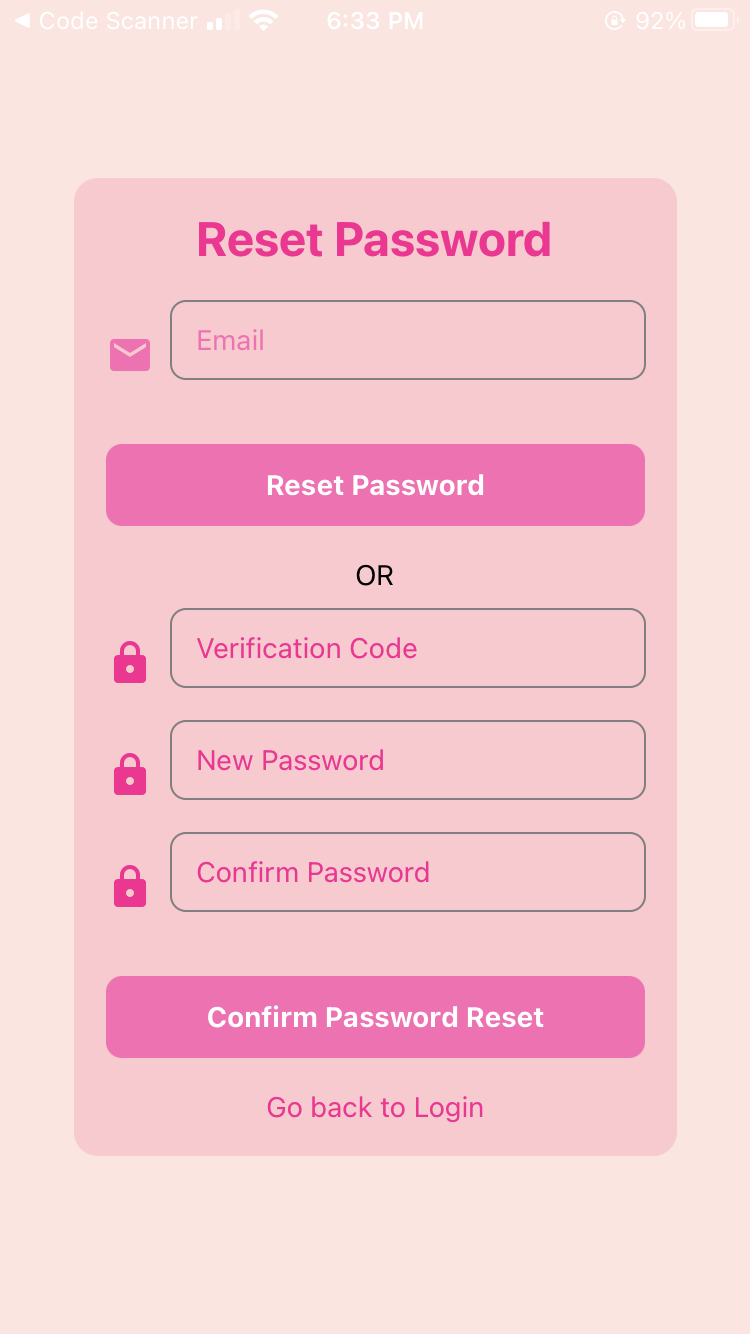 ◀ Code Scanner 6:33 PM 92%
Reset Password
Email
Reset Password
OR
Verification Code
New Password
Confirm Password
Confirm Password Reset
Go back to Login